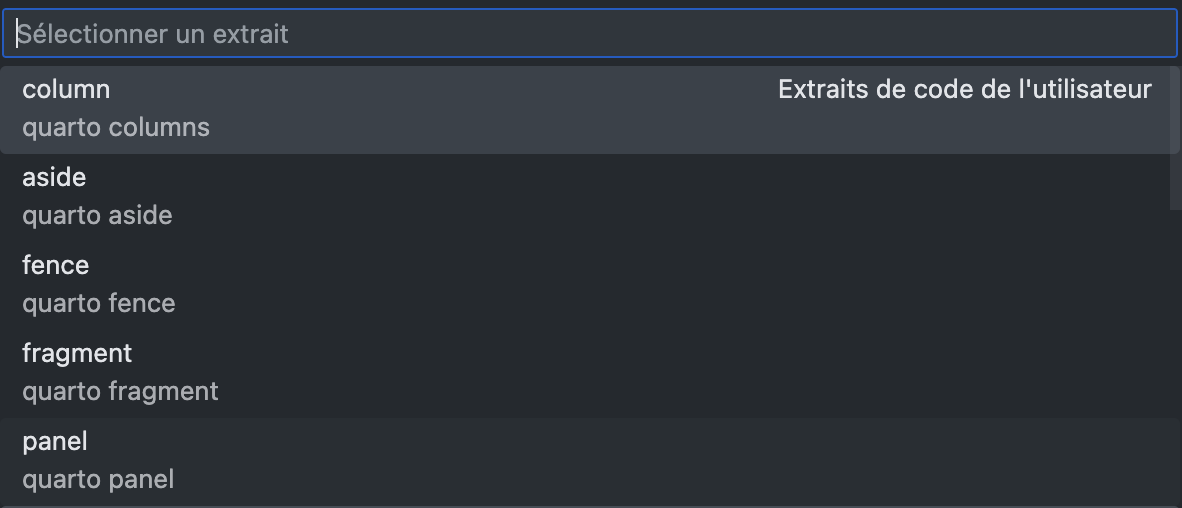 Sélectionner un extrait
column
Extraits de code de l'utilisateur
quarto columns
aside
quarto aside
fence
quarto fence
fragment
quarto fragment
panel
quarto panel